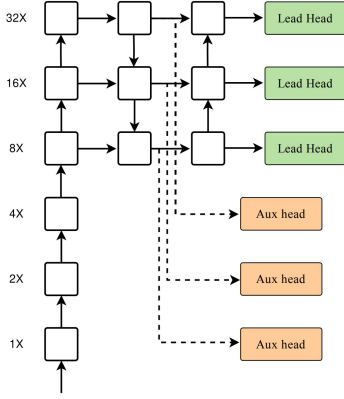 32X
Lead Head
16X
Lead Head
8X
Lead Head
4X
Aux head
2X
Aux head
1X
Aux head